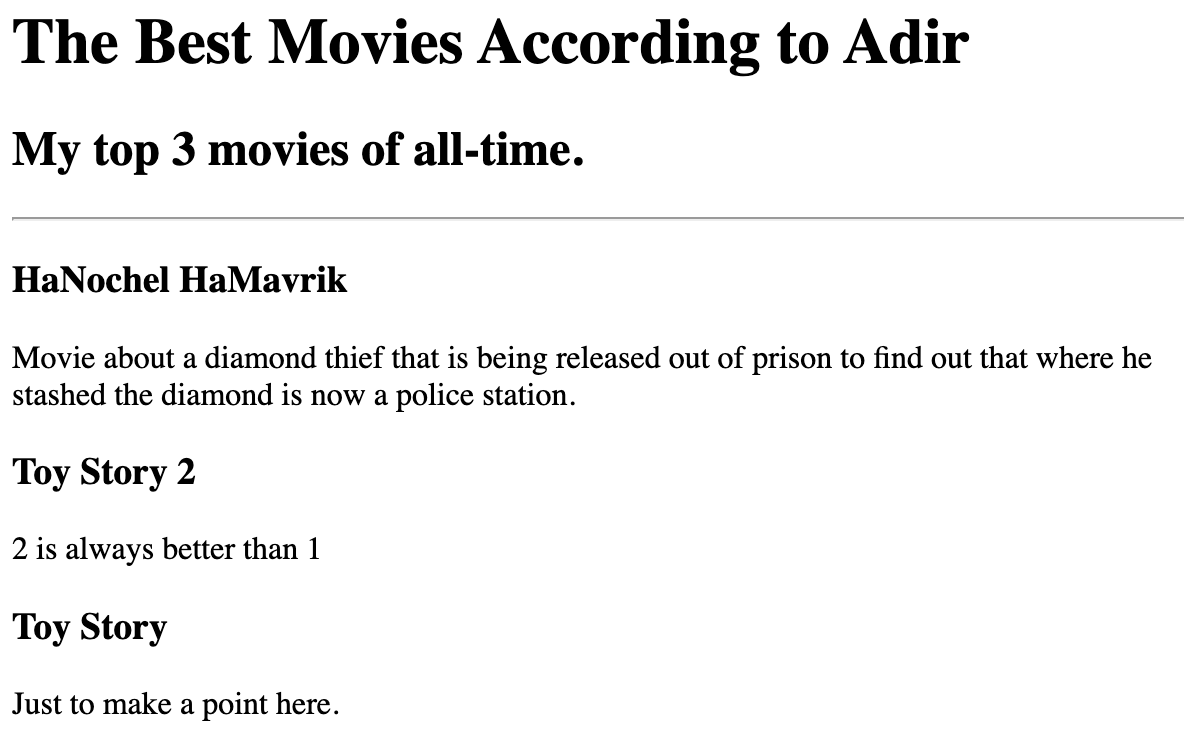 The Best Movies According to Adir
My top 3 movies of all-time.
HaNochel HaMavrik
Movie about a diamond thief that is being released out of prison to find out that where he
stashed the diamond is now a police station.
Toy Story 2
2 is always better than 1
Toy Story
Just to make a point here.